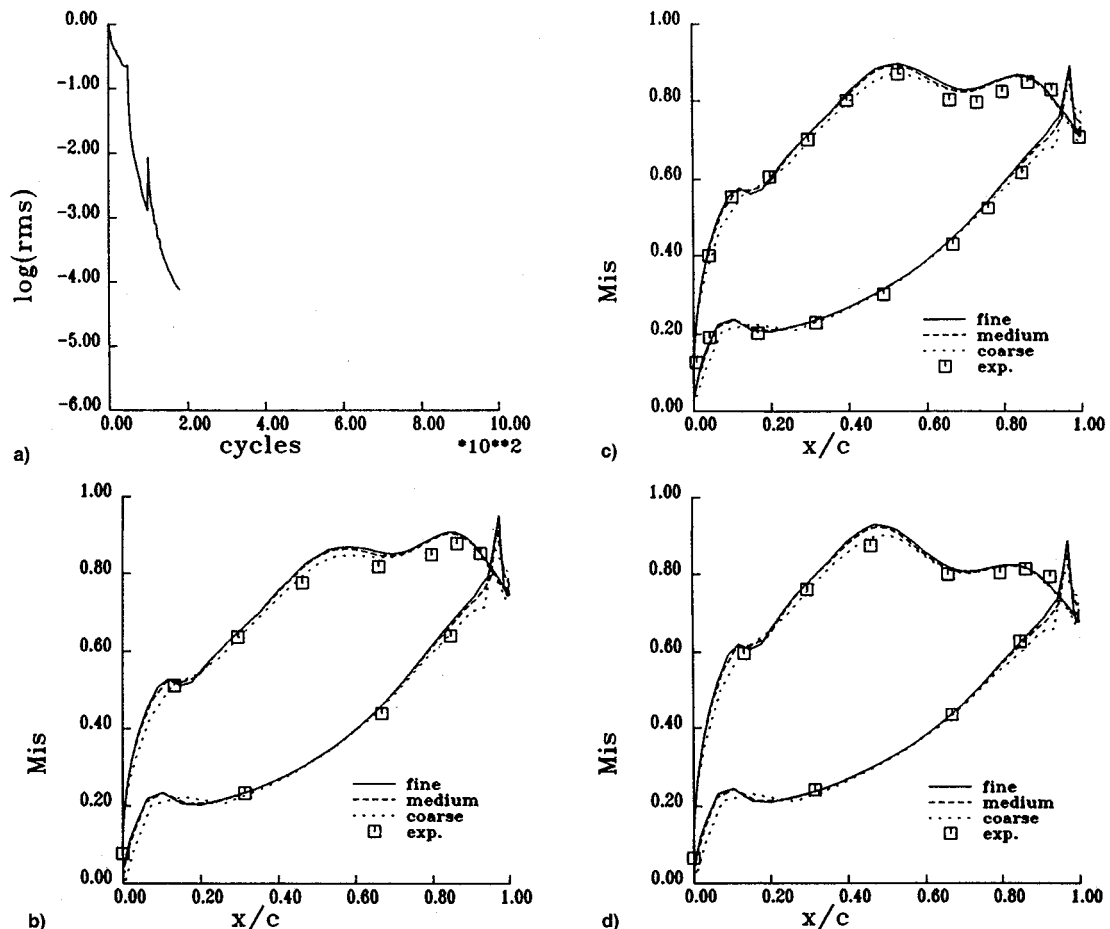 0.00
-1.00
-2.00
-3.00
-4.00
-5.00
-6.00
log(rms)
0.00 2.00 4.00 6.00 8.00 10.00
cycles *10**2
a)
1.00
0.80
0.60
0.40
0.20
0.00
Mis
fine
medium
coarse
exp.
0.00 0.20 0.40 0.60 0.80 1.00
x/c
c)
1.00
0.80
0.60
0.40
0.20
0.00
Mis
fine
medium
coarse
exp.
0.00 0.20 0.40 0.60 0.80 1.00
x/c
b)
1.00
0.80
0.60
0.40
0.20
0.00
Mis
fine
medium
coarse
exp.
0.00 0.20 0.40 0.60 0.80 1.00
x/c
d)